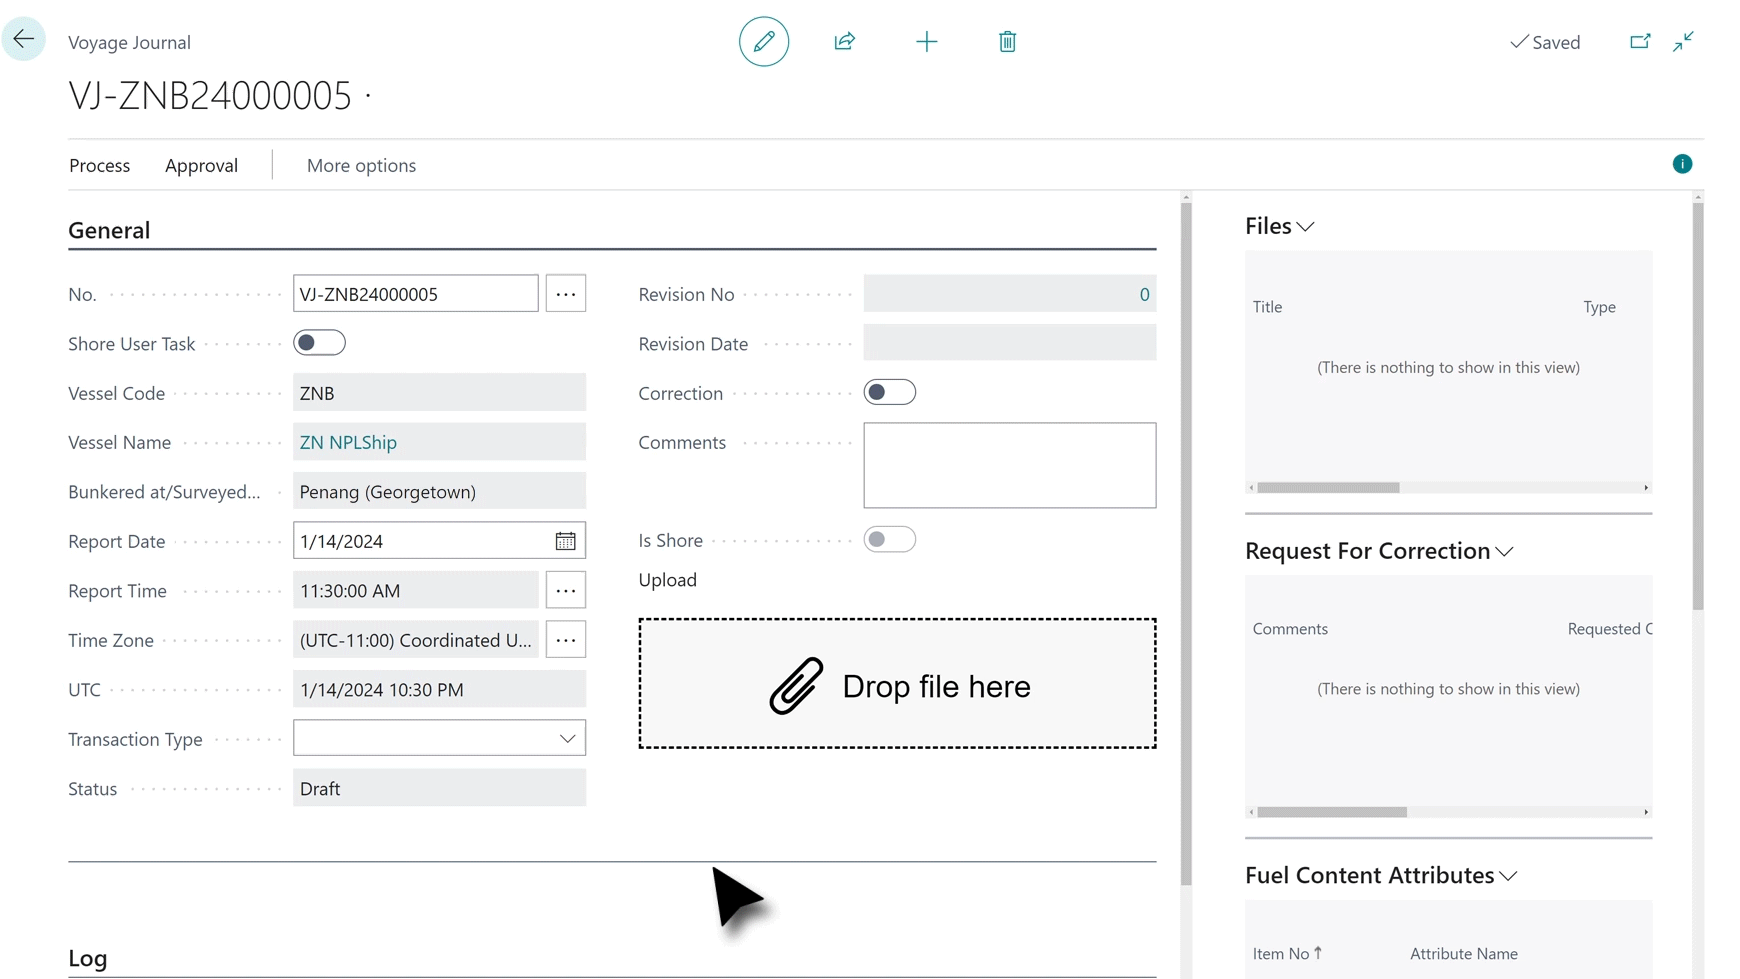 Voyage Journal
Saved
VJ-ZNB24000005 ·
Process Approval More options
General
No. VJ-ZNB24000005
Shore User Task
Vessel Code ZNB
Vessel Name ZN NPLShip
Bunkered at/Surveyed... Penang (Georgetown)
Report Date 1/14/2024
Report Time 11:30:00 AM
Time Zone (UTC-11:00) Coordinated U...
UTC 1/14/2024 10:30 PM
Transaction Type
Status Draft
Revision No 0
Revision Date
Correction
Comments
Is Shore
Upload
Drop file here
Log
Files
Title Type
(There is nothing to show in this view)
Request For Correction
Comments Requested C
(There is nothing to show in this view)
Fuel Content Attributes
Item No ↑ Attribute Name